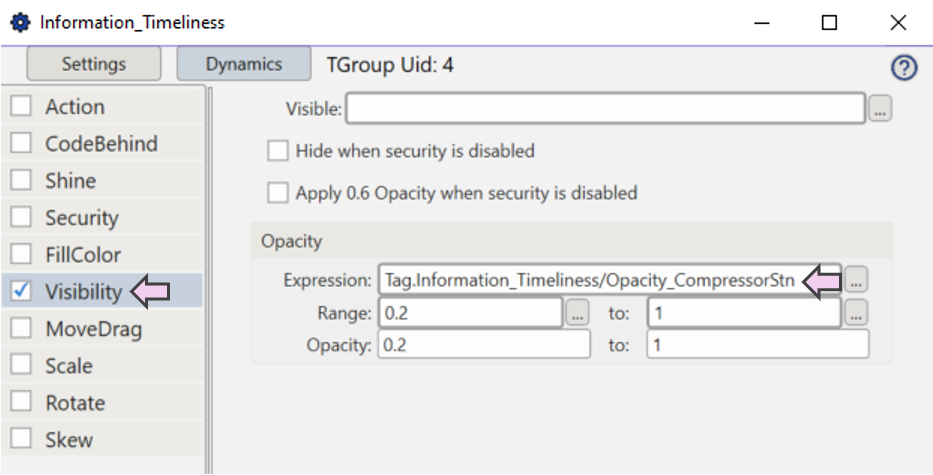 Information_Timeliness
Settings Dynamics TGroup Uid: 4
Action
CodeBehind
Shine
Security
FillColor
Visibility
MoveDrag
Scale
Rotate
Skew
Visible: ...
Hide when security is disabled
Apply 0.6 Opacity when security is disabled
Opacity
Expression: Tag.Information_Timeliness/Opacity_CompressorStn ...
Range: 0.2 ... to: 1 ...
Opacity: 0.2 to: 1